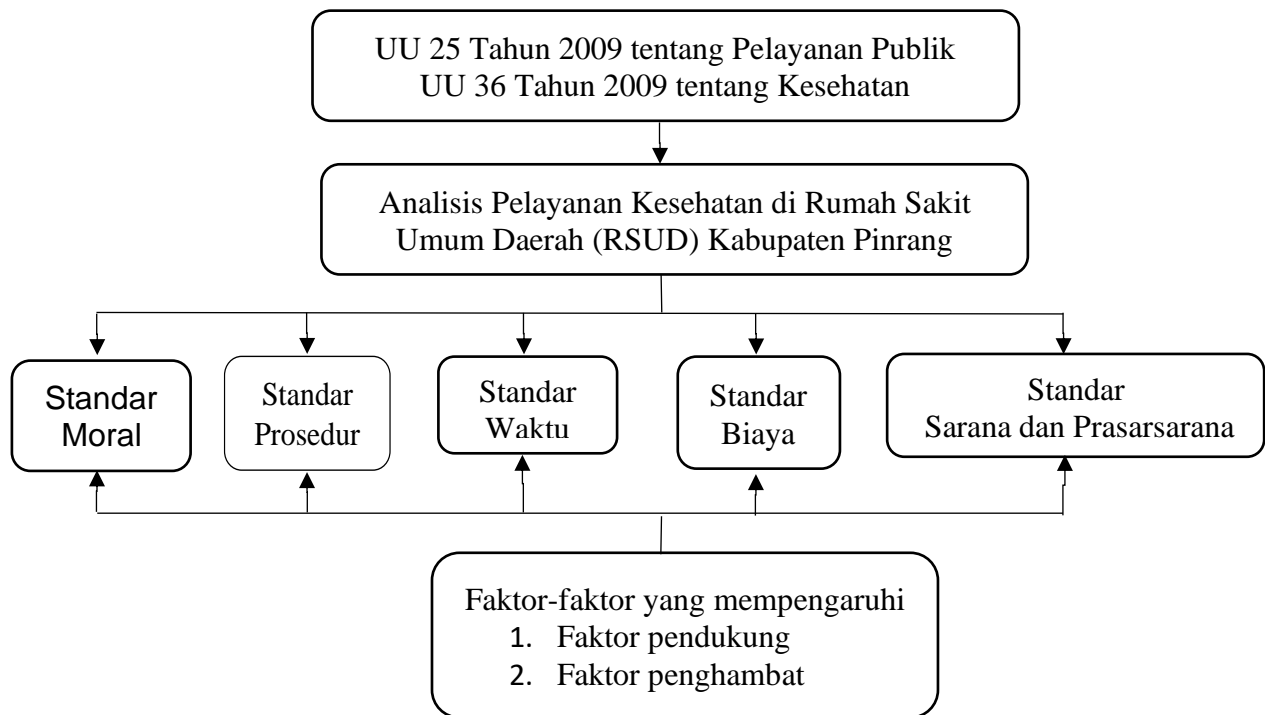 UU 25 Tahun 2009 tentang Pelayanan Publik
UU 36 Tahun 2009 tentang Kesehatan
Analisis Pelayanan Kesehatan di Rumah Sakit
Umum Daerah (RSUD) Kabupaten Pinrang
Standar
Moral
Standar
Prosedur
Standar
Waktu
Standar
Biaya
Standar
Sarana dan Prasarsarana
Faktor-faktor yang mempengaruhi
1. Faktor pendukung
2. Faktor penghambat